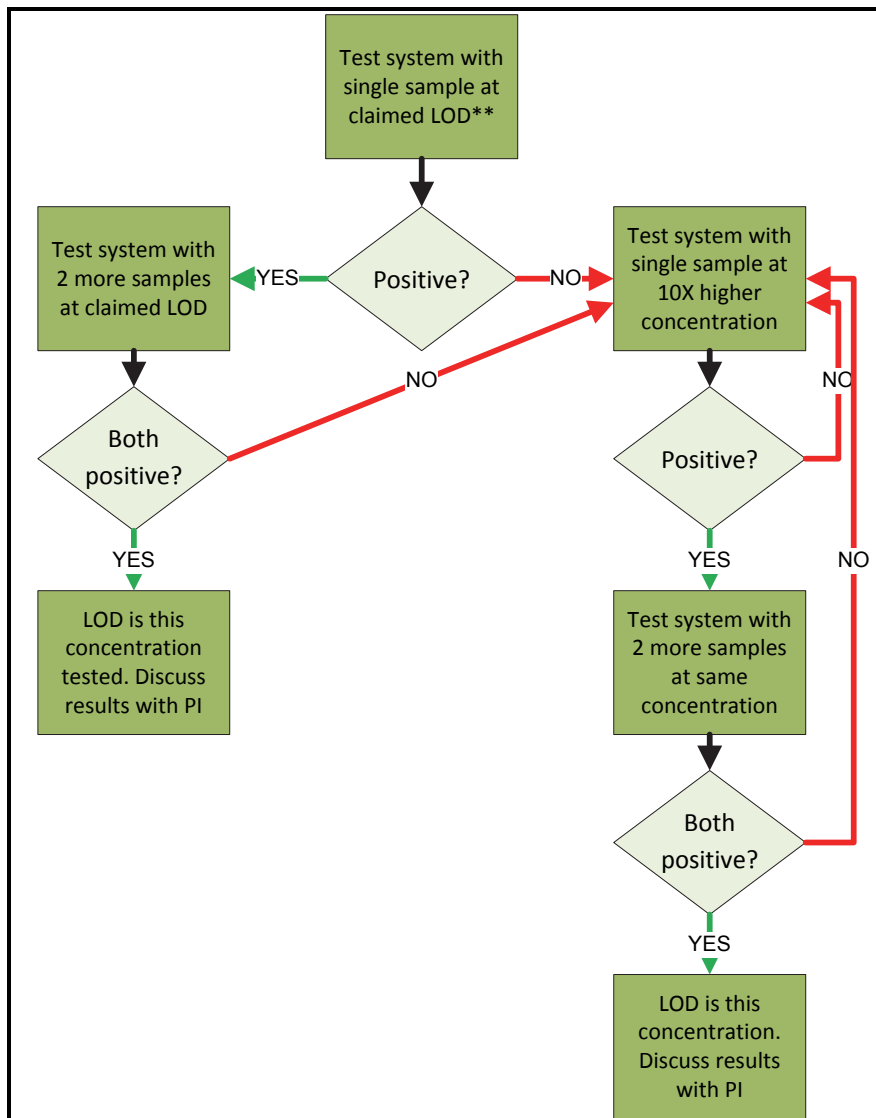 Test system with
single sample at
claimed LOD**
Test system with
2 more samples
at claimed LOD
YES
Positive?
NO
Test system with
single sample at
10X higher
concentration
NO
NO
Both
positive?
Positive?
NO
YES
YES
LOD is this
concentration
tested. Discuss
results with PI
Test system with
2 more samples
at same
concentration
Both
positive?
YES
LOD is this
concentration.
Discuss results
with PI